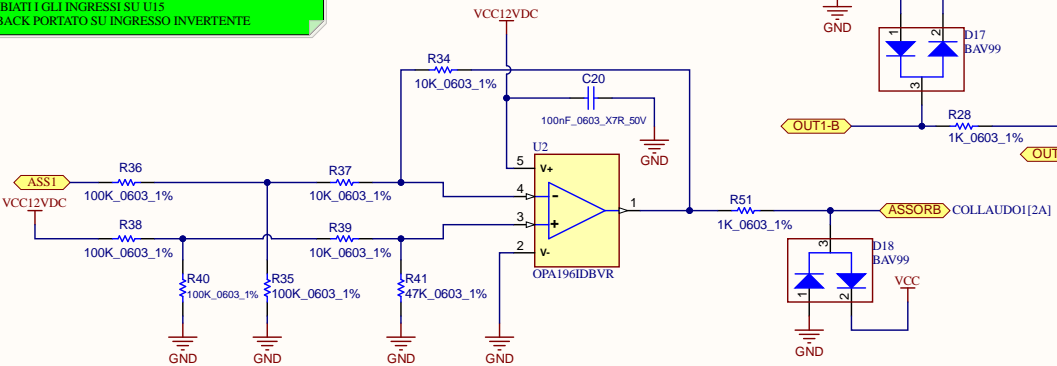 BIATI I GLI INGRESSI SU U15
BACK PORTATO SU INGRESSO INVERTENTE
VCC12VDC
GND
1
2
D17
BAV99
3
R34
10K_0603_1%
C20
100nF_0603_X7R_50V
GND
OUT1-B
R28
1K_0603_1%
OUT
U2
5
V+
4
3
2
V-
1
OPA196IDBVR
ASS1
R36
100K_0603_1%
R37
10K_0603_1%
VCC12VDC
R38
100K_0603_1%
R39
10K_0603_1%
R51
1K_0603_1%
ASSORB
COLLAUDO1[2A]
R40
100K_0603_1%
R35
100K_0603_1%
R41
47K_0603_1%
3
D18
BAV99
1
2
VCC
GND
GND
GND
GND
GND